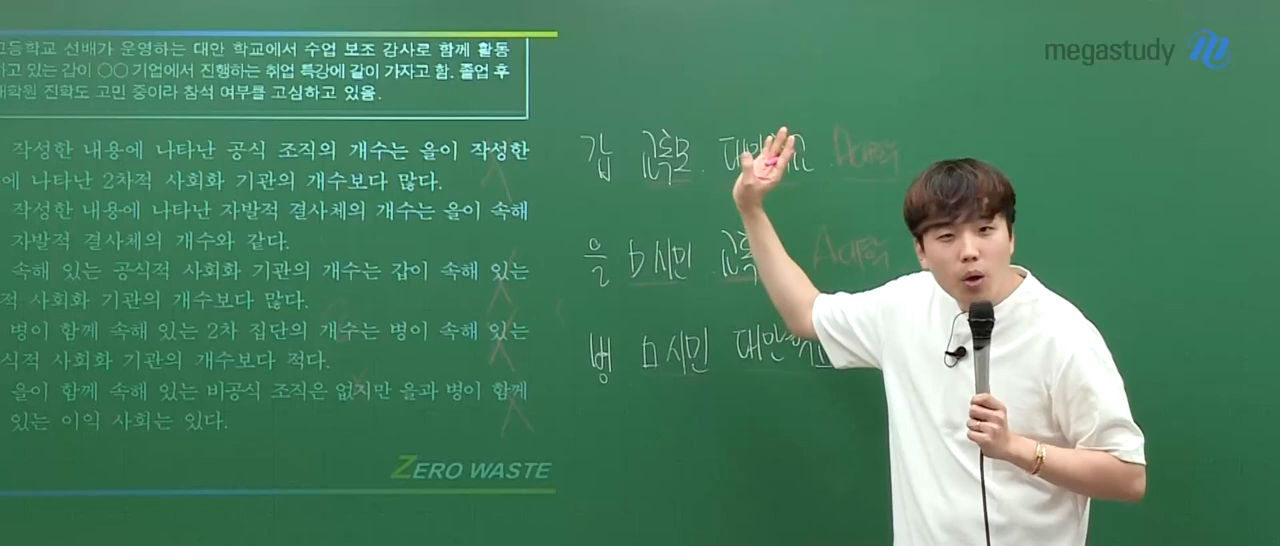 고등학교 선배가 운영하는 대안 학교에서 수업 보조 강사로 함께 활동
하고 있는 갑이 ○○ 기업에서 진행하는 취업 특강에 같이 가자고 함. 졸업 후
대학원 진학도 고민 중이라 참석 여부를 고심하고 있음.
작성한 내용에 나타난 공식 조직의 개수는 을이 작성한
에 나타난 2차적 사회화 기관의 개수보다 많다.
작성한 내용에 나타난 자발적 결사체의 개수는 을이 속해
자발적 결사체의 개수와 같다.
속해 있는 공식적 사회화 기관의 개수는 갑이 속해 있는
적 사회화 기관의 개수보다 많다.
병이 함께 속해 있는 2차 집단의 개수는 병이 속해 있는
식적 사회화 기관의 개수보다 적다.
을이 함께 속해 있는 비공식 조직은 없지만 을과 병이 함께
있는 이익 사회는 있다.
ZERO WASTE
megastudy
갑 교육모. A대학
을 시민 A대학
병 시민